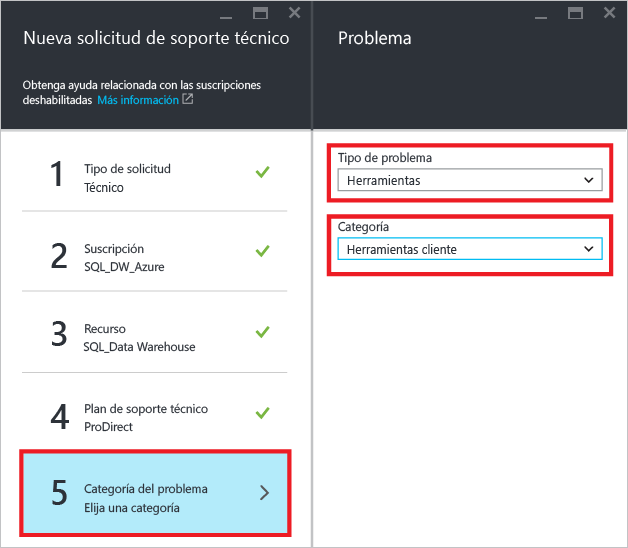 Nueva solicitud de soporte técnico
Obtenga ayuda relacionada con las suscripciones
deshabilitadas Más información
1
Tipo de solicitud
Técnico
2
Suscripción
SQL_DW_Azure
3
Recurso
SQL_Data Warehouse
4
Plan de soporte técnico
ProDirect
5
Categoría del problema
Elija una categoría
Problema
Tipo de problema
Herramientas
Categoría
Herramientas cliente